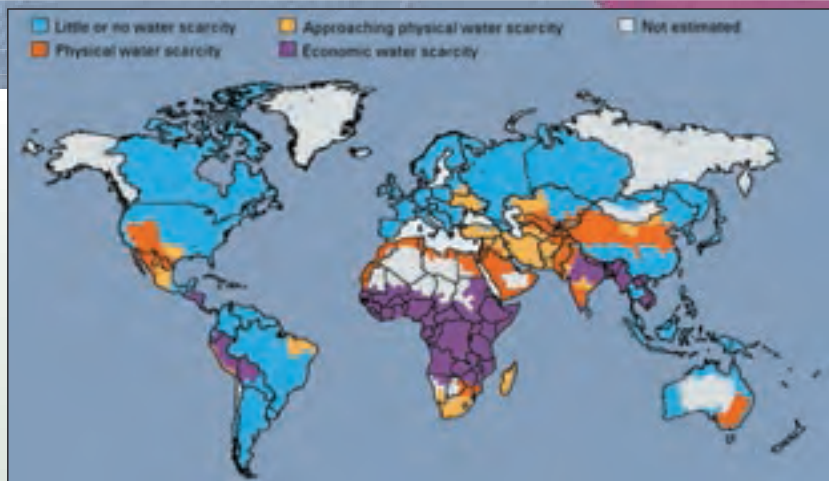 Little or no water scarcity Approaching physical water scarcity Not estimated
Physical water scarcity Economic water scarcity